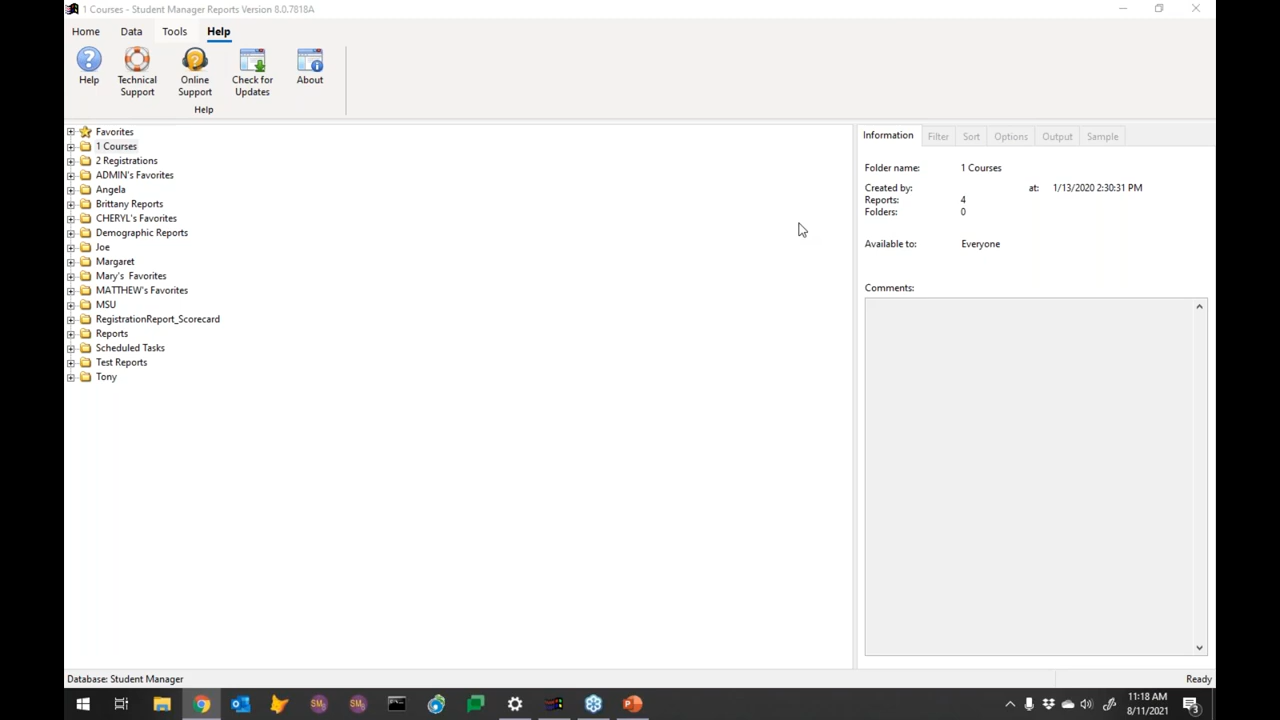 1 Courses - Student Manager Reports Version 8.0.7818A
Home Data Tools Help
Help Technical Support Online Support Check for Updates About
Help
Favorites
1 Courses
2 Registrations
ADMIN's Favorites
Angela
Brittany Reports
CHERYL's Favorites
Demographic Reports
Joe
Margaret
Mary's Favorites
MATTHEW's Favorites
MSU
RegistrationReport_Scorecard
Reports
Scheduled Tasks
Test Reports
Tony
Information Filter Sort Options Output Sample
Folder name: 1 Courses
Created by: at: 1/13/2020 2:30:31 PM
Reports: 4
Folders: 0
Available to: Everyone
Comments:
Database: Student Manager Ready
SM SM
11:18 AM
8/11/2021
3